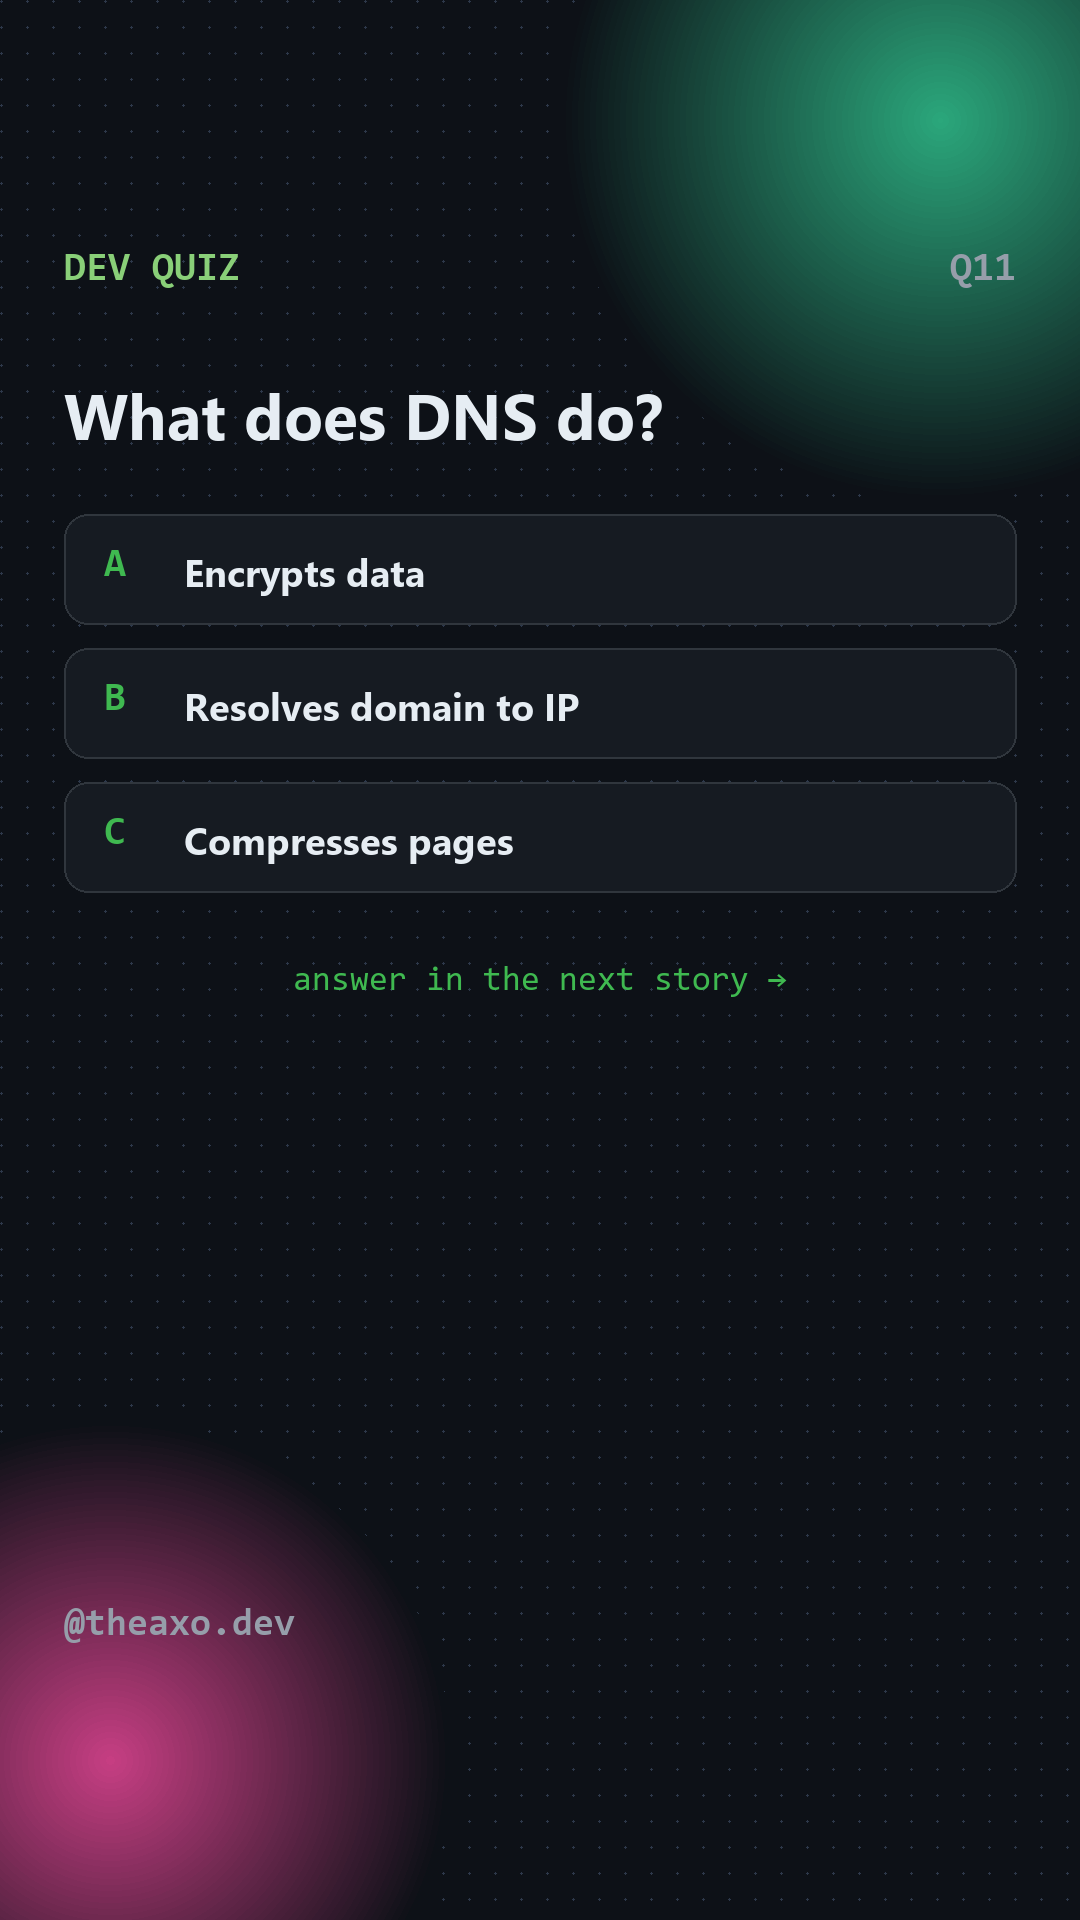 DEV QUIZ
Q11
What does DNS do?
A Encrypts data
B Resolves domain to IP
C Compresses pages
answer in the next story →
@theaxo.dev